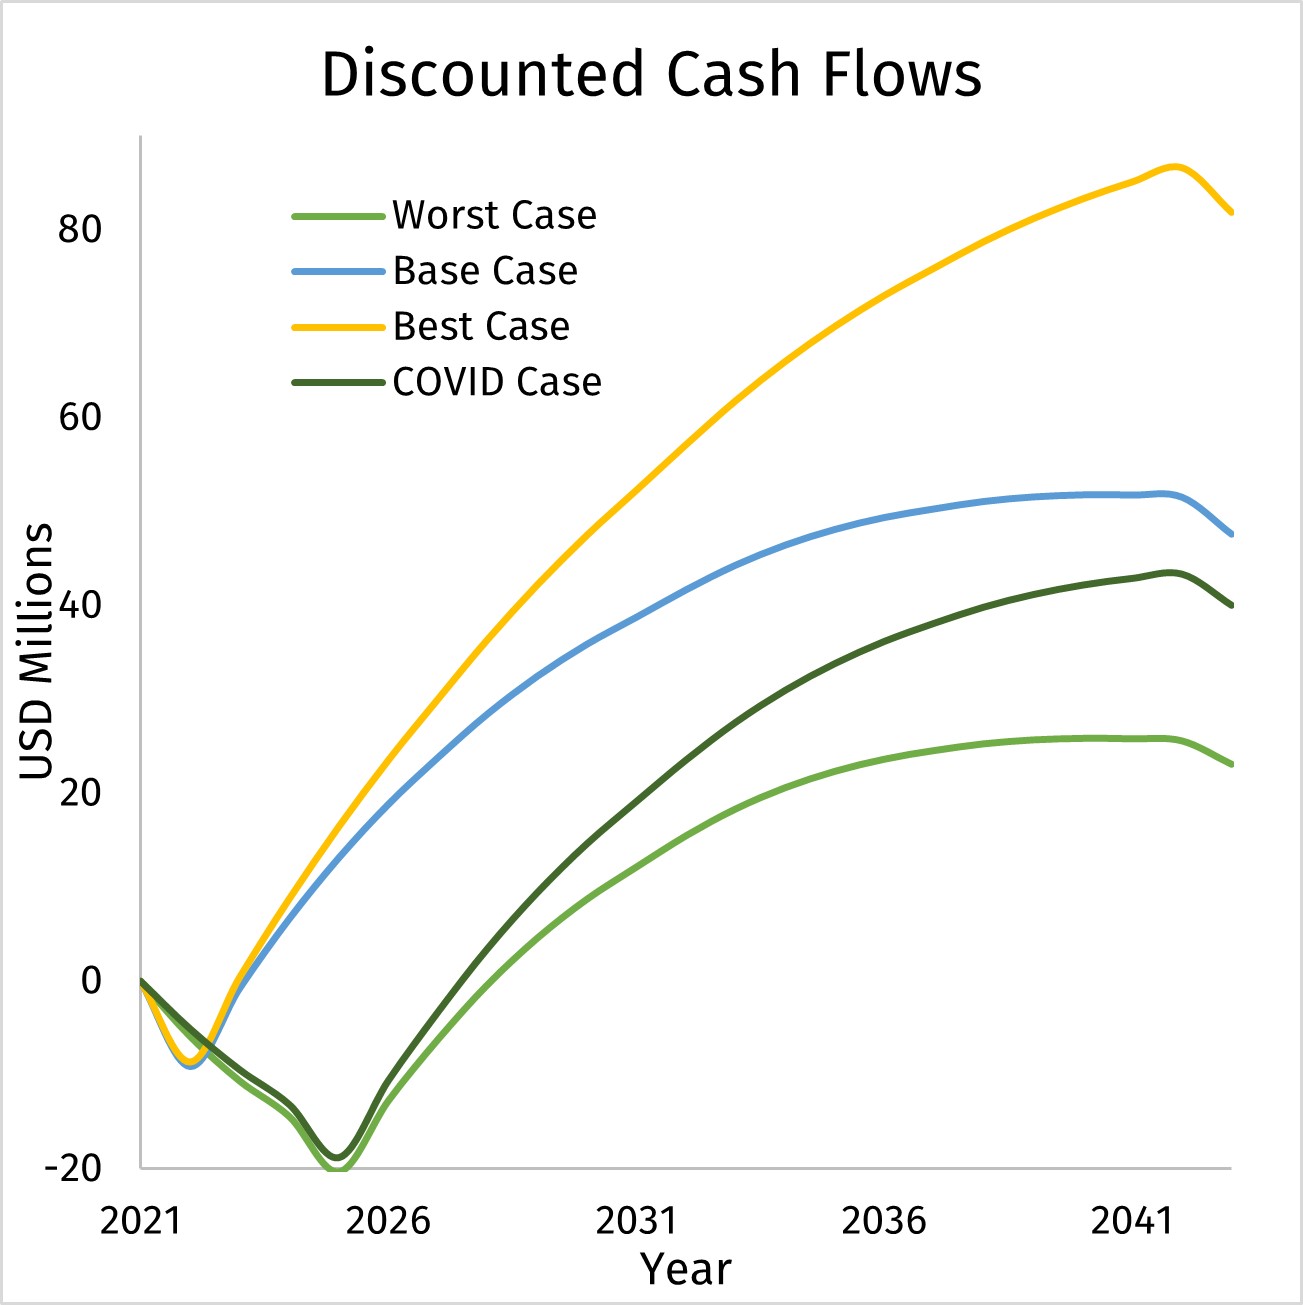 Discounted Cash Flows
Worst Case
Base Case
Best Case
COVID Case
80
60
40
20
0
-20
USD Millions
2021 2026 2031 2036 2041
Year